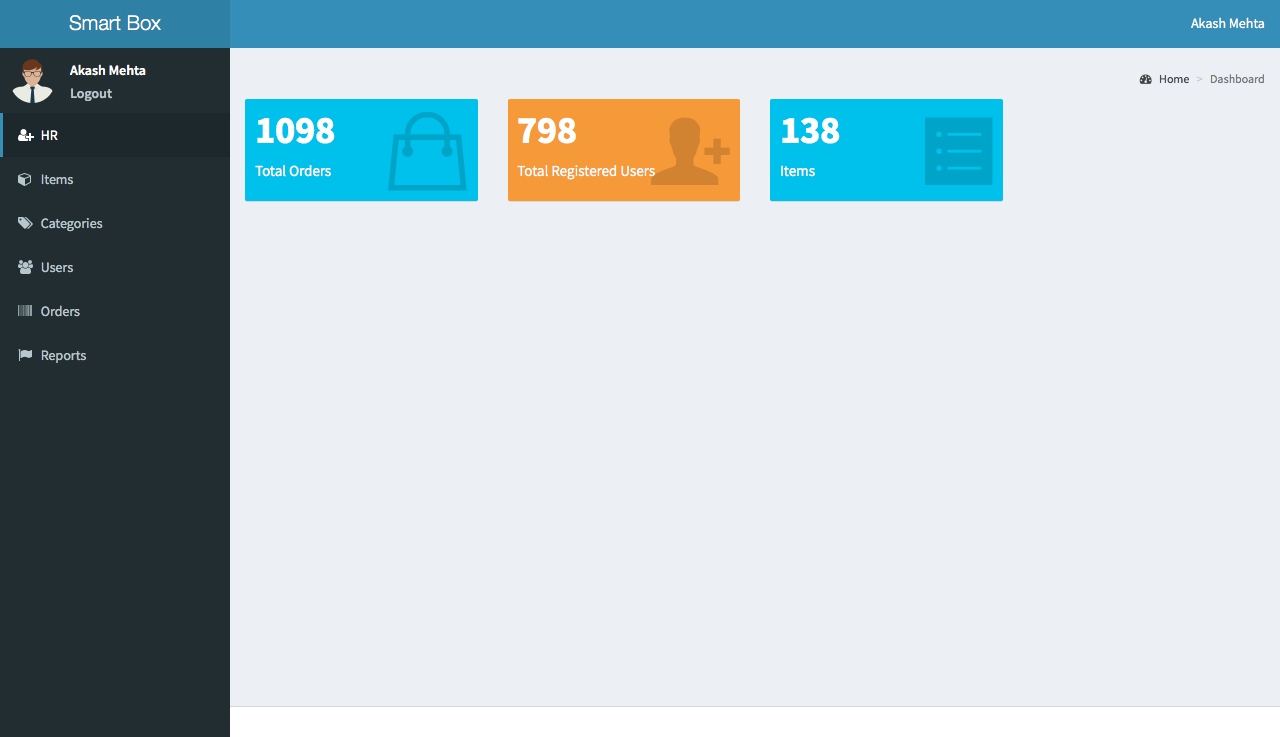 Smart Box
Akash Mehta
Akash Mehta
Logout
HR
Items
Categories
Users
Orders
Reports
Home > Dashboard
1098
Total Orders
798
Total Registered Users
138
Items